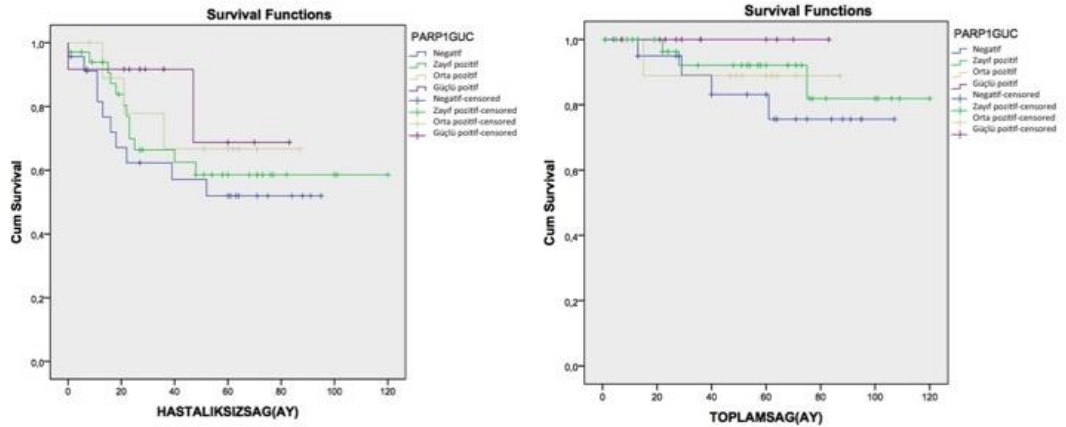 Survival Functions
Cum Survival
1,0
0,8
0,6
0,4
0,2
0,0
0 20 40 60 80 100 120
HASTALIKSIZSAG(AY)
PARP1GUC
Negatif
Zayıf pozitif
Orta pozitif
Güçlü poitif
Negatif-censored
Zayıf pozitif-censored
Orta pozitif-censored
Güçlü poitif-censored
Survival Functions
Cum Survival
1,0
0,8
0,6
0,4
0,2
0,0
0 20 40 60 80 100 120
TOPLAMSAG(AY)
PARP1GUC
Negatif
Zayıf pozitif
Orta pozitif
Güçlü poitif
Negatif-censored
Zayıf pozitif-censored
Orta pozitif-censored
Güçlü poitif-censored